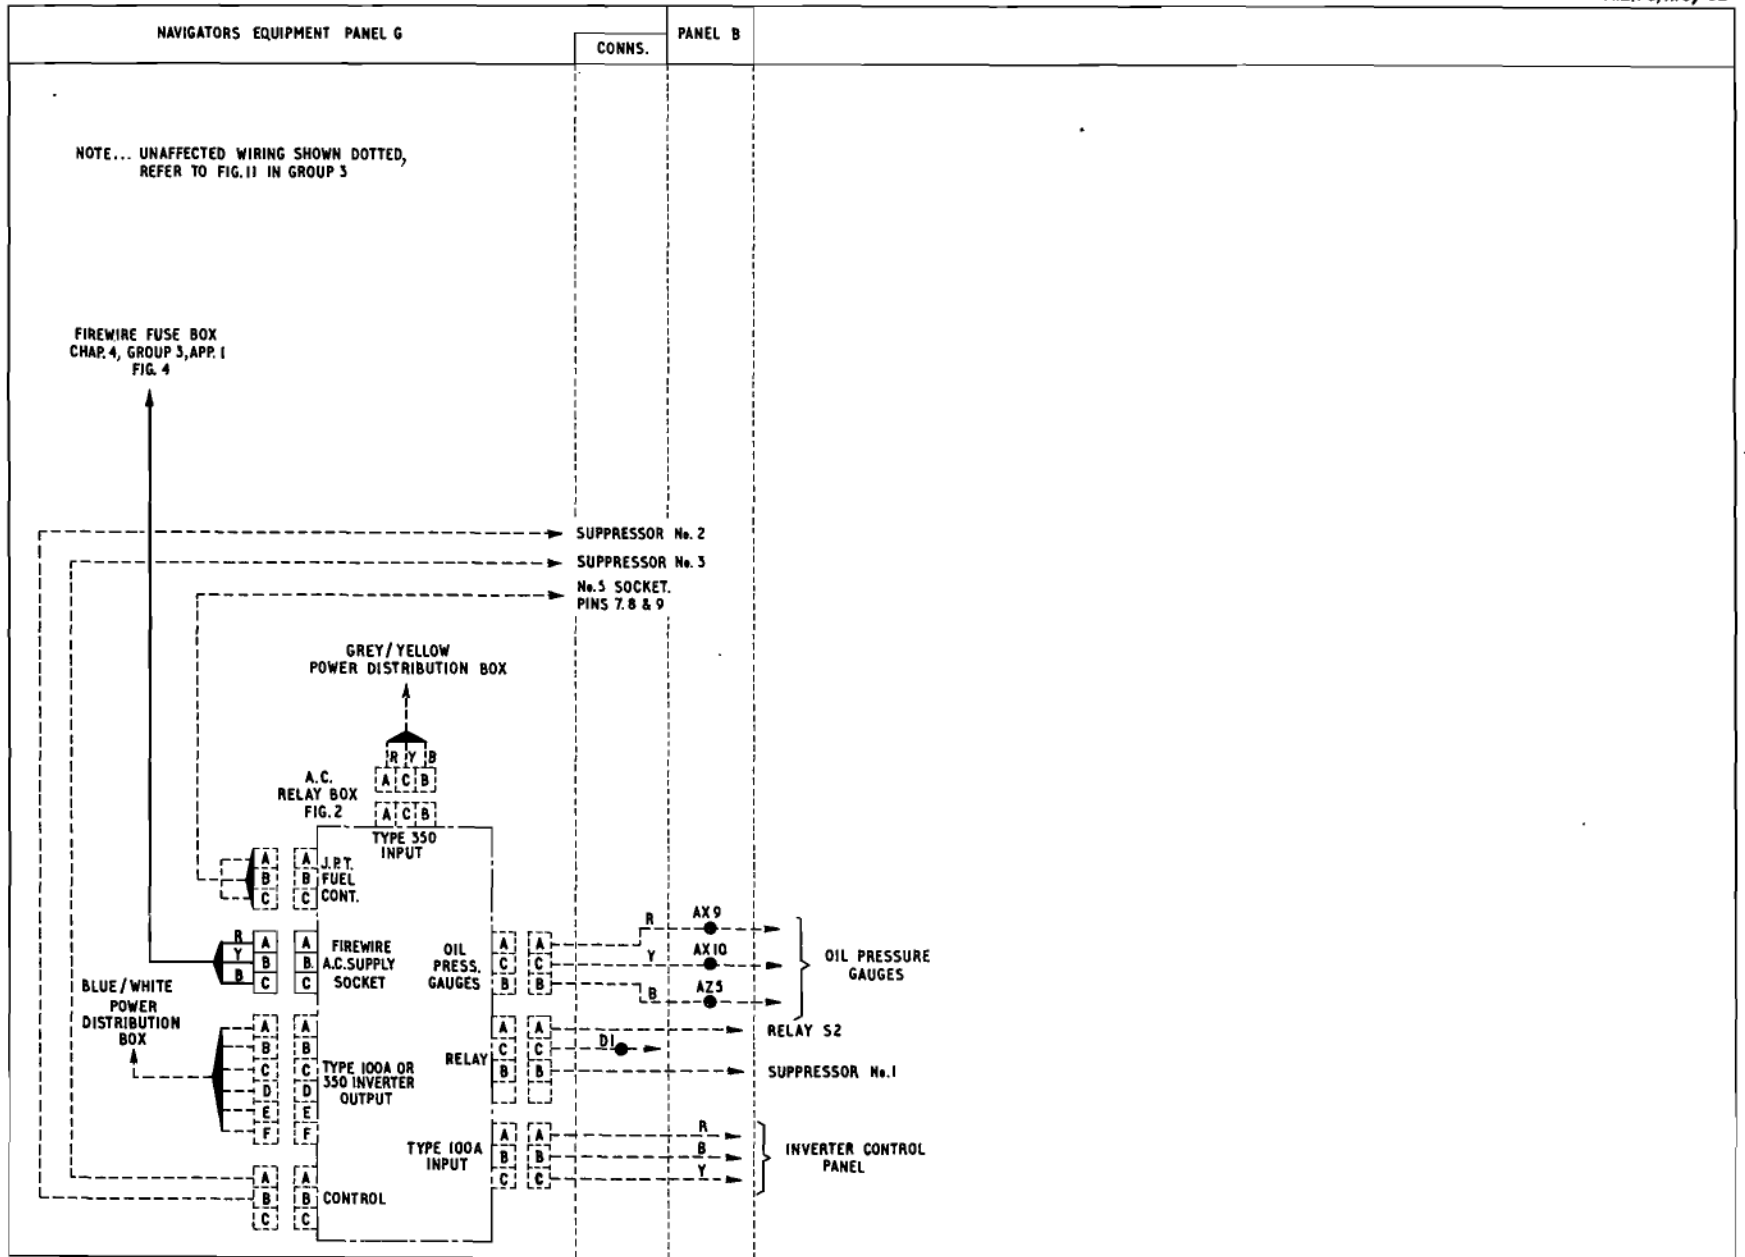 NAVIGATORS EQUIPMENT PANEL G
CONNS.
PANEL B
NOTE... UNAFFECTED WIRING SHOWN DOTTED,
REFER TO FIG.11 IN GROUP 3
FIREWIRE FUSE BOX
CHAP. 4, GROUP 3, APP. 1
FIG. 4
SUPPRESSOR No. 2
SUPPRESSOR No. 3
No.5 SOCKET.
PINS 7.8 & 9
GREY/YELLOW
POWER DISTRIBUTION BOX
R Y B
A C B
A.C.
RELAY BOX
FIG.2
A C B
TYPE 350
INPUT
A A J.P.T.
B B FUEL
C C CONT.
R A A FIREWIRE
Y B B A.C.SUPPLY
B C C SOCKET
OIL
PRESS.
GAUGES
A A R AX9
C C Y AX10
B B B AZ5
OIL PRESSURE
GAUGES
BLUE/WHITE
POWER
DISTRIBUTION
BOX
A A
B B
C C TYPE 100A OR
D D 350 INVERTER
E E OUTPUT
F F
RELAY
A A RELAY S2
C C D1
B B SUPPRESSOR No.1
TYPE 100A
INPUT
A A R
B B B
C C Y
INVERTER CONTROL
PANEL
A A
B B CONTROL
C C